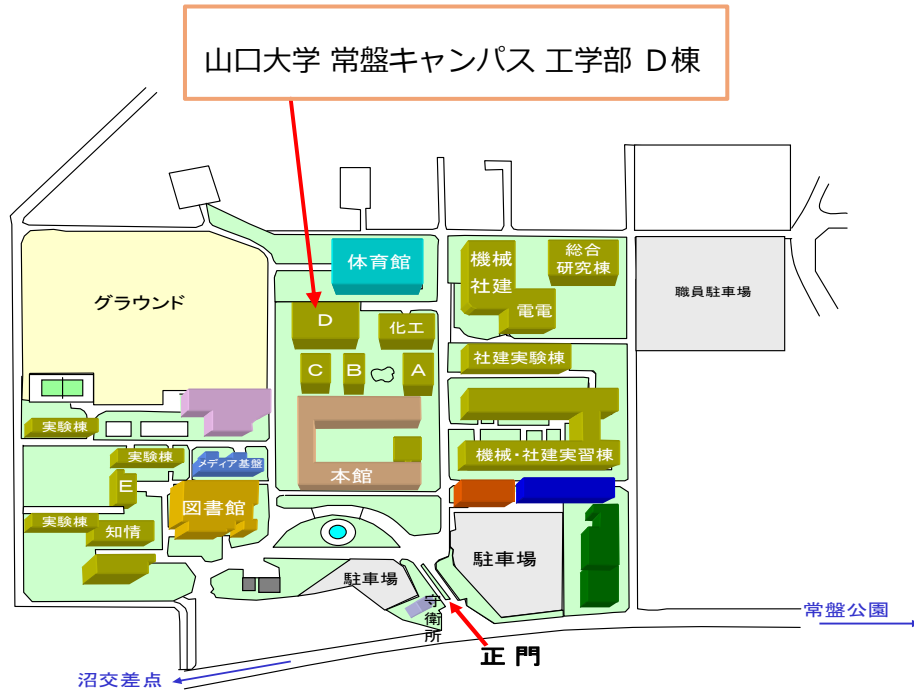 山口大学 常盤キャンパス 工学部 D棟
体育館
機械
社建
総合
研究棟
電電
職員駐車場
グラウンド
D
化工
C
B
A
社建実験棟
実験棟
実験棟
メディア基盤
本館
機械・社建実習棟
E
図書館
実験棟
知情
駐車場
駐車場
守衛所
正門
常盤公園
沼交差点